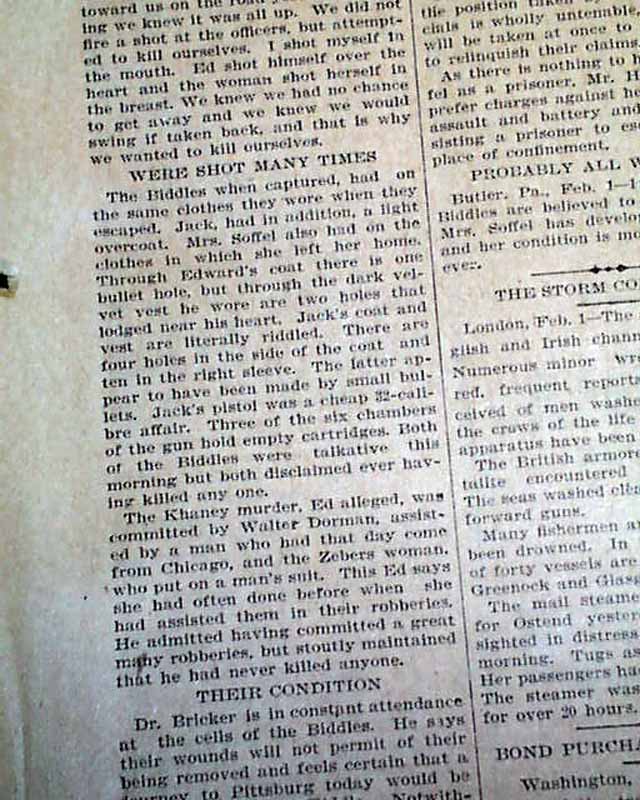 toward us on the road
ing we knew it was all up. We did not
fire a shot at the officers, but attempt-
ed to kill ourselves. I shot myself in
the mouth. Ed shot himself over the
heart and the woman shot herself in
the breast. We knew we had no chance
to get away and we knew we would
swing if taken back, and that is why
we wanted to kill ourselves.
WERE SHOT MANY TIMES
The Biddles when captured, had on
the same clothes they wore when they
escaped. Jack, had in addition, a light
overcoat. Mrs. Soffel also had on the
clothes in which she left her home.
Through Edward's coat there is one
bullet hole, but through the dark vel-
vet vest he wore are two holes that
lodged near his heart. Jack's coat and
vest are literally riddled. There are
four holes in the side of the coat and
ten in the right sleeve. The latter ap-
pear to have been made by small bul-
lets. Jack's pistol was a cheap 32-cali-
bre affair. Three of the six chambers
of the gun hold empty cartridges. Both
of the Biddles were talkative this
morning but both disclaimed ever hav-
ing killed any one.
The Khaney murder, Ed alleged, was
committed by Walter Dorman, assist-
ed by a man who had that day come
from Chicago, and the Zebers woman,
who put on a man's suit. This Ed says
she had often done before when she
had assisted them in their robberies.
He admitted having committed a great
many robberies, but stoutly maintained
that he had never killed anyone.
THEIR CONDITION
Dr. Bricker is in constant attendance
at the cells of the Biddles. He says
their wounds will not permit of their
being removed and feels certain that a
journey to Pittsburg today would be
Biddle. Notwith-
the position taken
cials is wholly untenable.
will be taken at once to
to relinquish their claims.
As there is nothing to h
fel as a prisoner. Mr. H
prefer charges against he
assault and battery and
sisting a prisoner to es
place of confinement.
PROBABLY ALL W
Butler, Pa., Feb. 1—1
Biddles are believed to
Mrs. Soffel has develo
and her condition is mo
ever.
THE STORM CO
London, Feb. 1—The
glish and Irish chann
Numerous minor wr
red, frequent reports
ceived of men washe
the crows of the life
apparatus have been
The British armore
talite encountered
The seas washed clea
forward guns.
Many fishermen a
been drowned. In
of forty vessels are
Greenock and Glasg
The mail steame
for Ostend yester
sighted in distress
morning. Tugs as
Her passengers ha
The steamer was
for over 20 hours.
BOND PURCHA
Washington,